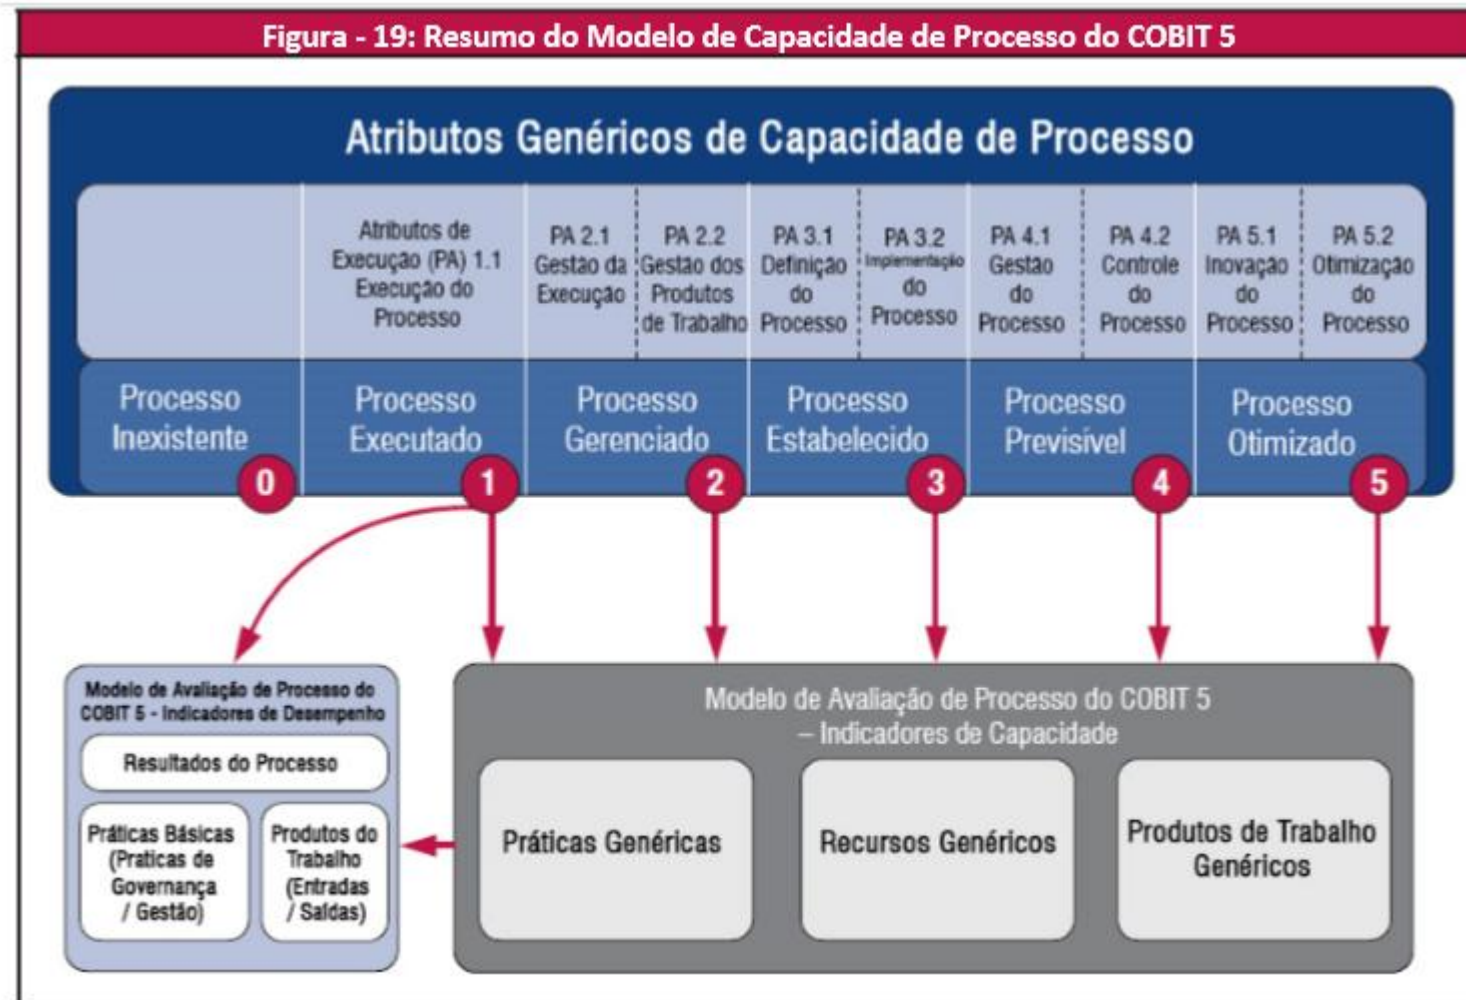 Figura - 19: Resumo do Modelo de Capacidade de Processo do COBIT 5
Atributos Genéricos de Capacidade de Processo
Atributos de
Execução (PA) 1.1
Execução do
Processo
PA 2.1
Gestão da
Execução
PA 2.2
Gestão dos
Produtos
de Trabalho
PA 3.1
Definição
do
Processo
PA 3.2
Implementação
do
Processo
PA 4.1
Gestão
do
Processo
PA 4.2
Controle
do
Processo
PA 5.1
Inovação
do
Processo
PA 5.2
Otimização
do
Processo
Processo
Inexistente
0
Processo
Executado
1
Processo
Gerenciado
2
Processo
Estabelecido
3
Processo
Previsível
4
Processo
Otimizado
5
Modelo de Avaliação de Processo do
COBIT 5 - Indicadores de Desempenho
Resultados do Processo
Práticas Básicas
(Praticas de
Governança
/ Gestão)
Produtos do
Trabalho
(Entradas
/ Saídas)
Modelo de Avaliação de Processo do COBIT 5
– Indicadores de Capacidade
Práticas Genéricas
Recursos Genéricos
Produtos de Trabalho
Genéricos